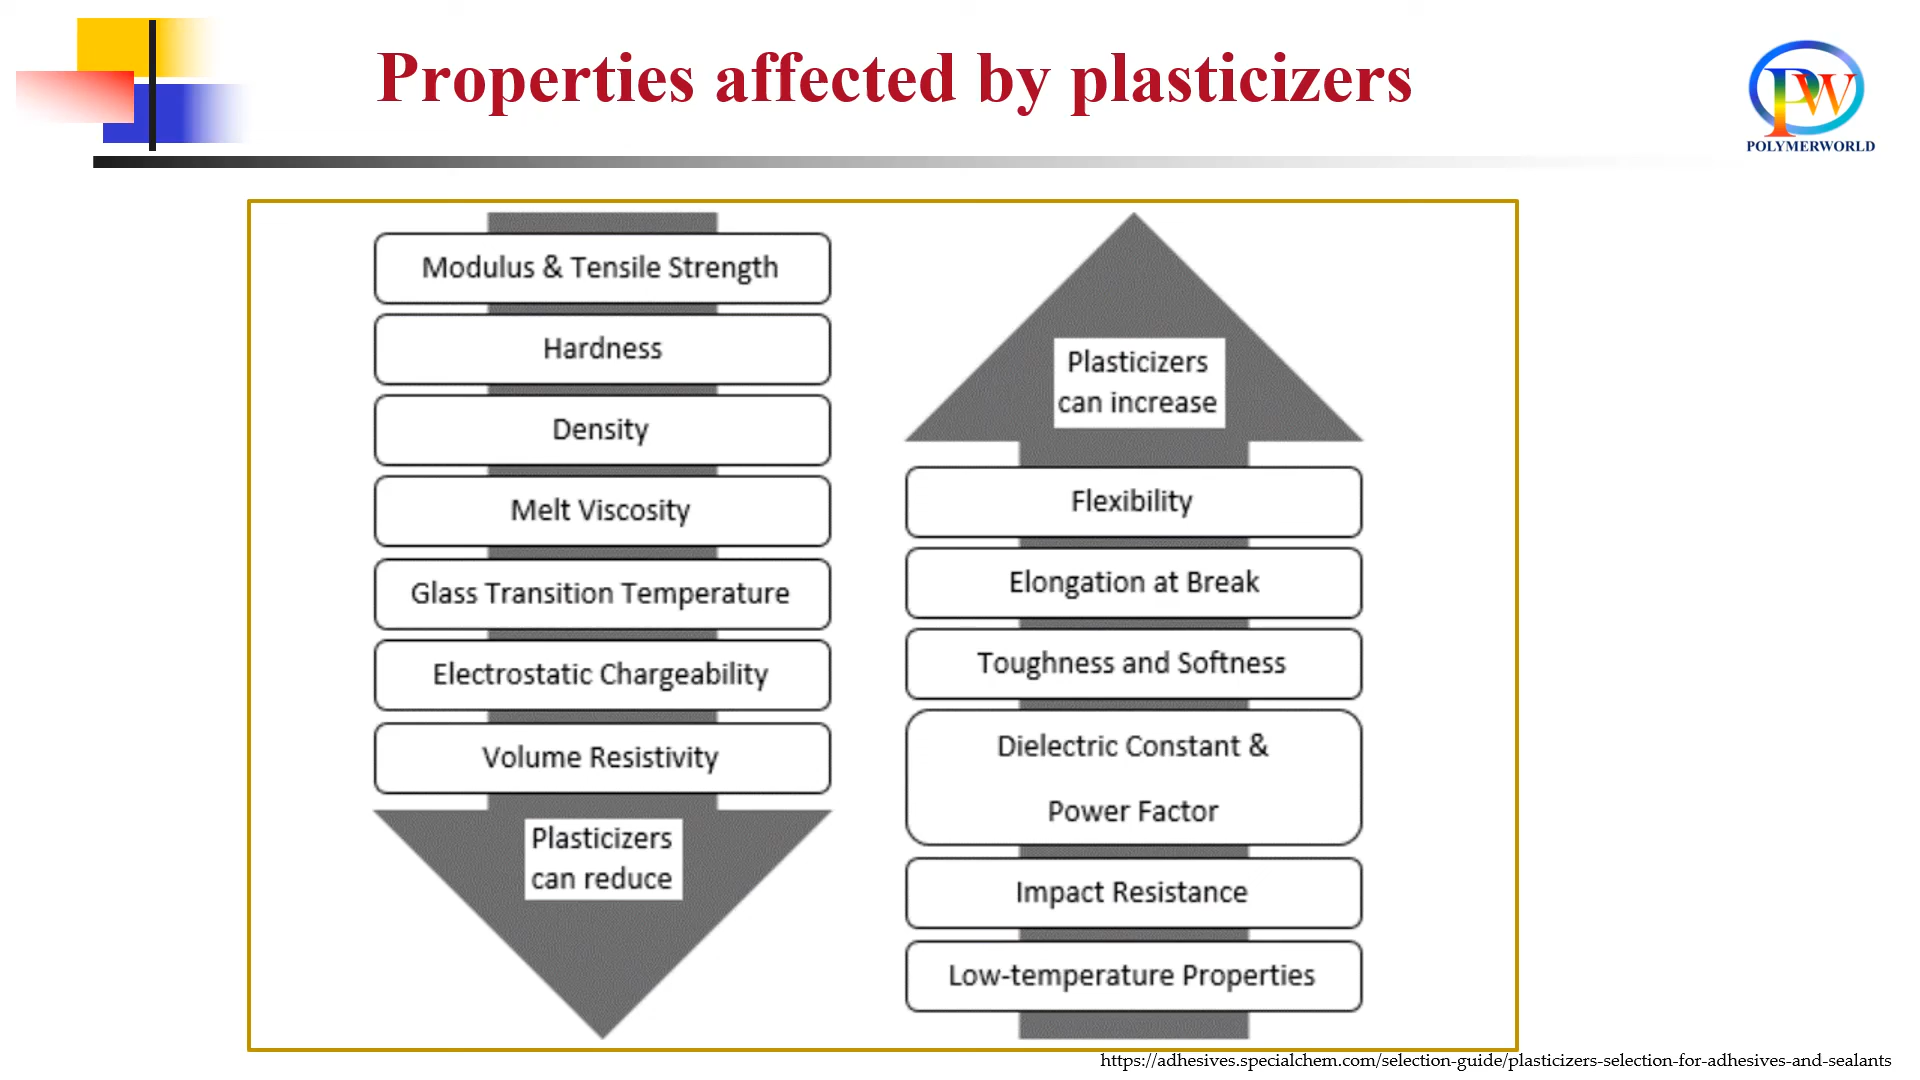 Properties affected by plasticizers
PW
POLYMERWORLD
Modulus & Tensile Strength
Hardness
Density
Melt Viscosity
Glass Transition Temperature
Electrostatic Chargeability
Volume Resistivity
Plasticizers
can reduce
Plasticizers
can increase
Flexibility
Elongation at Break
Toughness and Softness
Dielectric Constant &
Power Factor
Impact Resistance
Low-temperature Properties
https://adhesives.specialchem.com/selection-guide/plasticizers-selection-for-adhesives-and-sealants